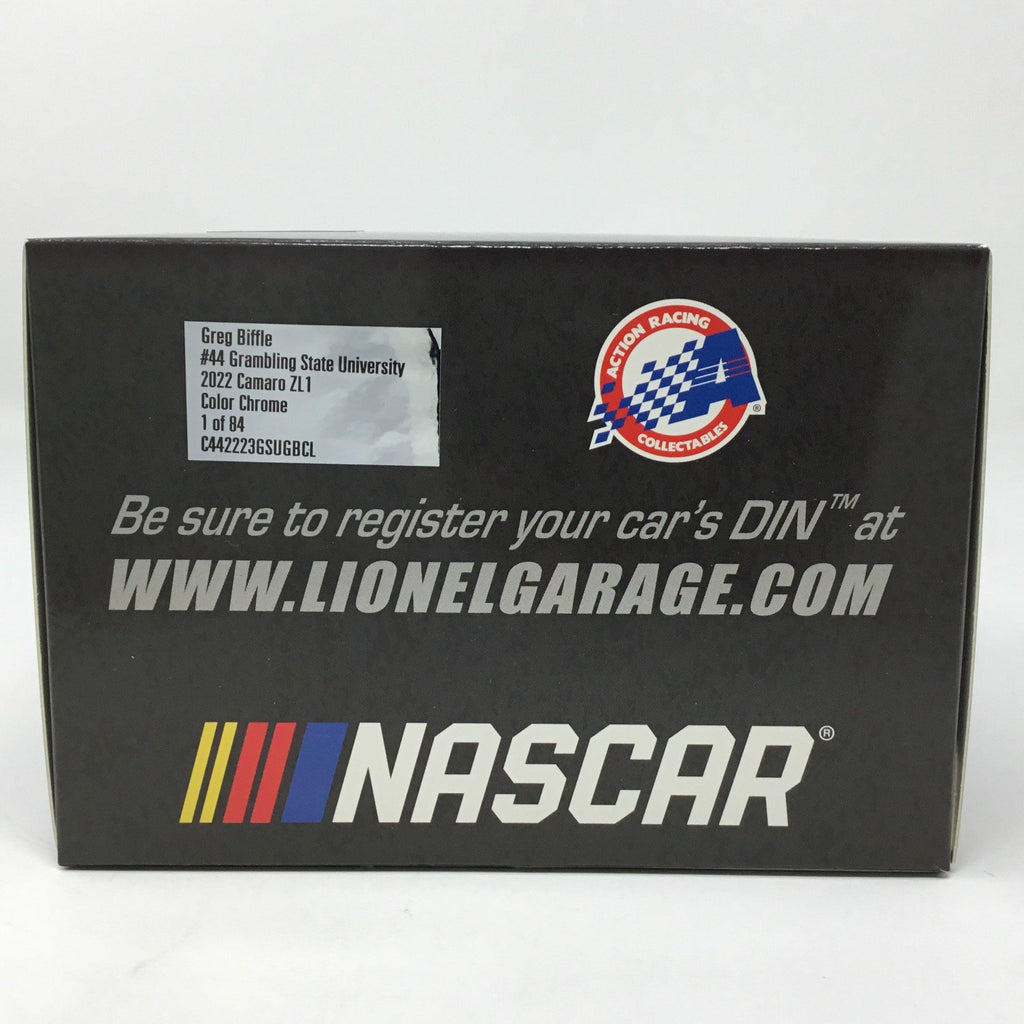 Greg Biffle
#44 Grambling State University
2022 Camaro ZL1
Color Chrome
1 of 84
C442223GSUGBCL
ACTION RACING
A®
COLLECTABLES
Be sure to register your car's DIN™ at
WWW.LIONELGARAGE.COM
NASCAR®